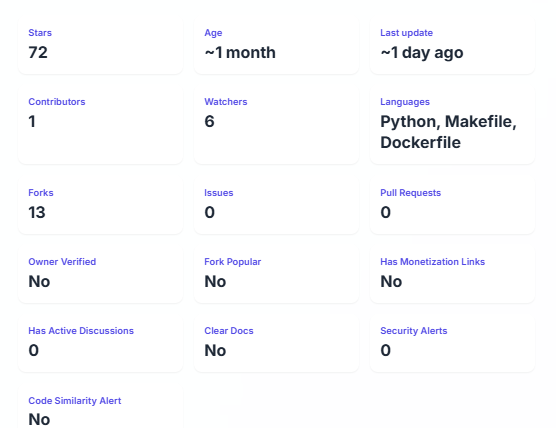 Stars
72
Age
~1 month
Last update
~1 day ago
Contributors
1
Watchers
6
Languages
Python, Makefile,
Dockerfile
Forks
13
Issues
0
Pull Requests
0
Owner Verified
No
Fork Popular
No
Has Monetization Links
No
Has Active Discussions
0
Clear Docs
No
Security Alerts
0
Code Similarity Alert
No